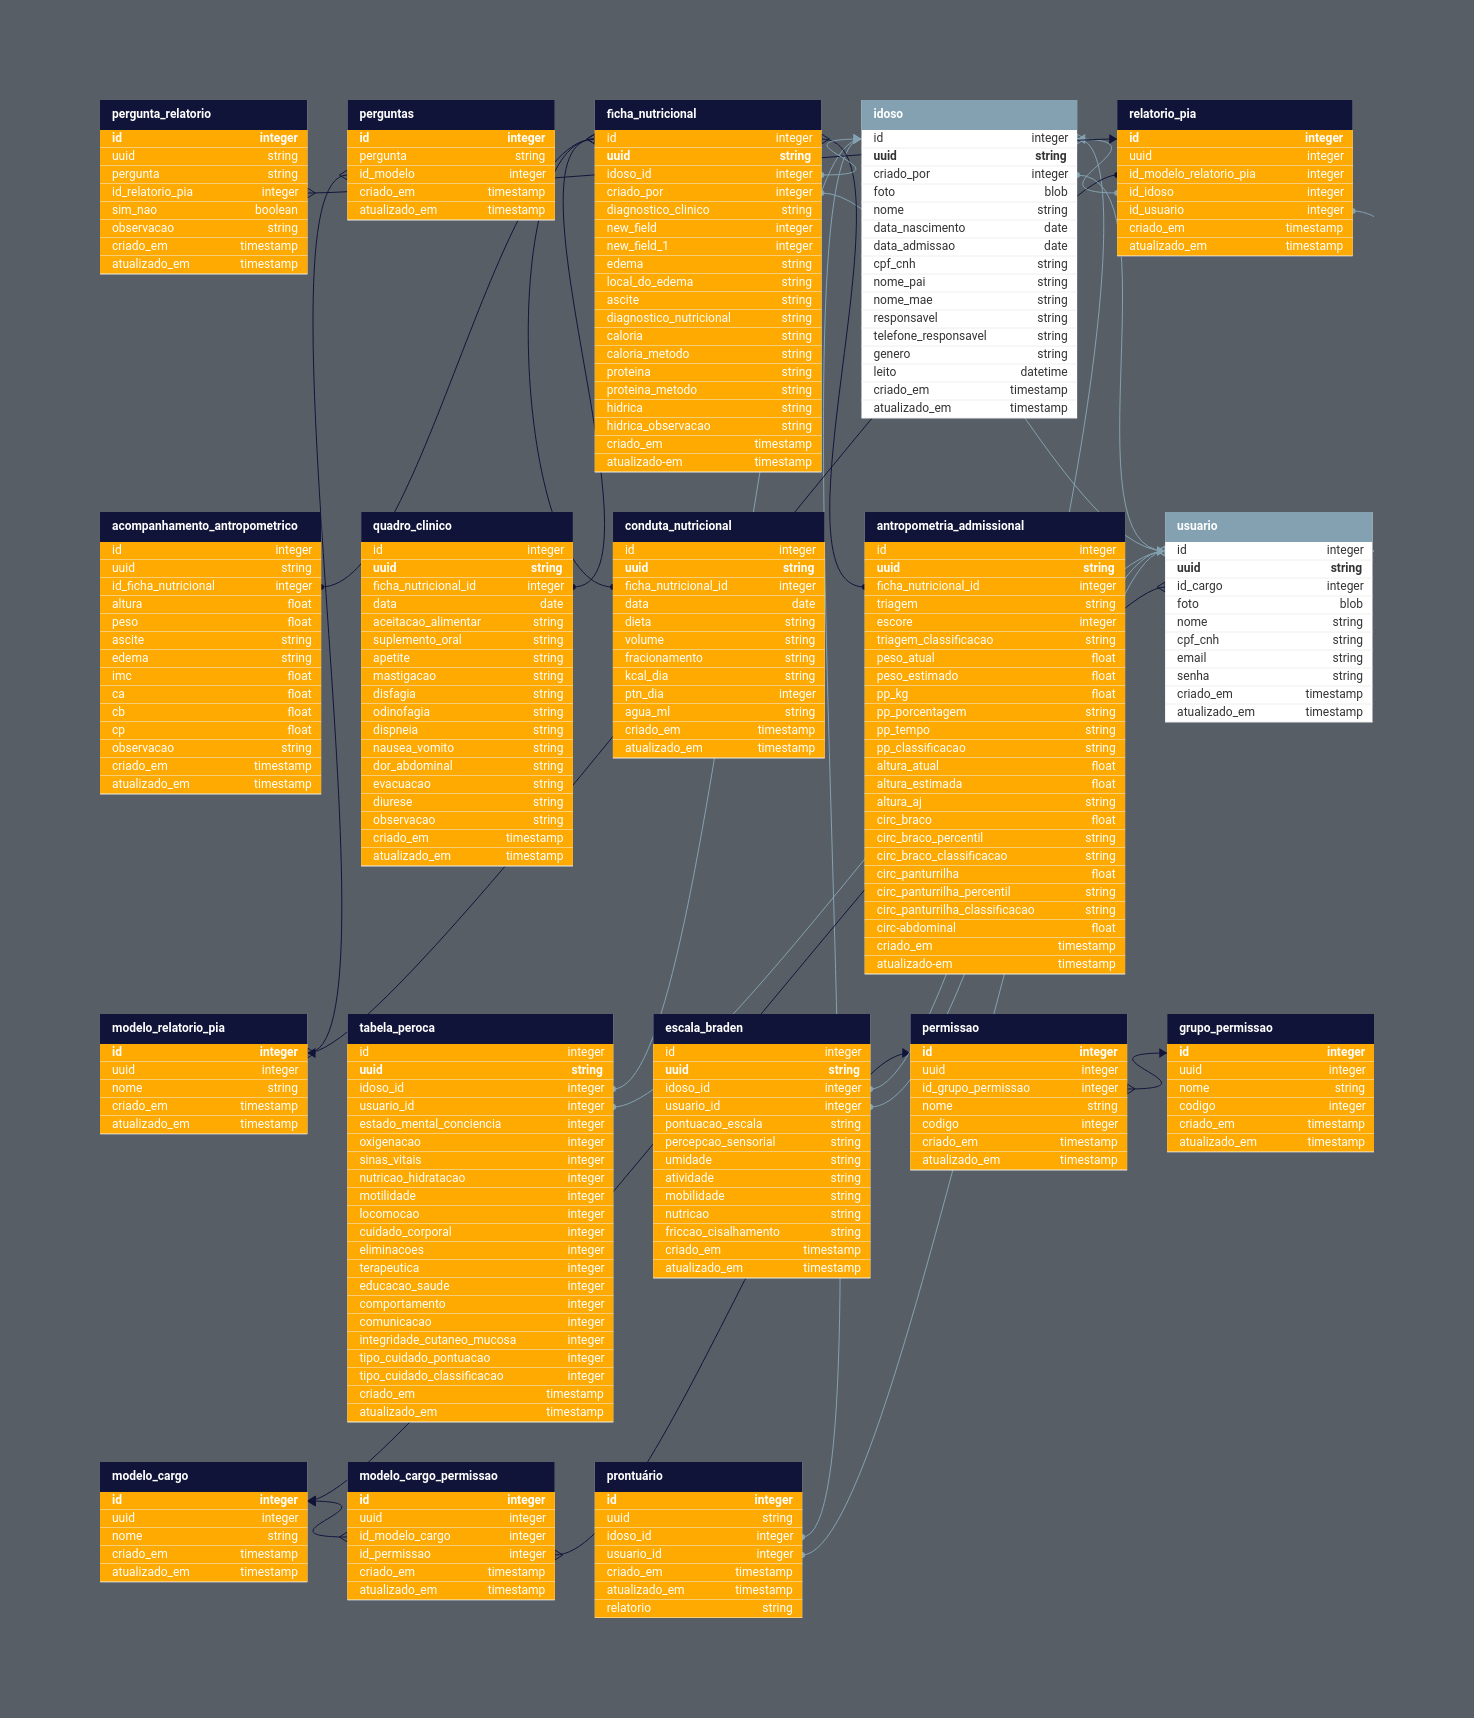 pergunta_relatorio
id integer
uuid string
pergunta string
id_relatorio_pia integer
sim_nao boolean
observacao string
criado_em timestamp
atualizado_em timestamp
perguntas
id integer
pergunta string
id_modelo integer
criado_em timestamp
atualizado_em timestamp
ficha_nutricional
id integer
uuid string
idoso_id integer
criado_por integer
diagnostico_clinico string
new_field integer
new_field_1 integer
edema string
local_do_edema string
ascite string
diagnostico_nutricional string
caloria string
caloria_metodo string
proteina string
proteina_metodo string
hidrica string
hidrica_observacao string
criado_em timestamp
atualizado-em timestamp
idoso
id integer
uuid string
criado_por integer
foto blob
nome string
data_nascimento date
data_admissao date
cpf_cnh string
nome_pai string
nome_mae string
responsavel string
telefone_responsavel string
genero string
leito datetime
criado_em timestamp
atualizado_em timestamp
relatorio_pia
id integer
uuid integer
id_modelo_relatorio_pia integer
id_idoso integer
id_usuario integer
criado_em timestamp
atualizado_em timestamp
acompanhamento_antropometrico
id integer
uuid string
id_ficha_nutricional integer
altura float
peso float
ascite string
edema string
imc float
ca float
cb float
cp float
observacao string
criado_em timestamp
atualizado_em timestamp
quadro_clinico
id integer
uuid string
ficha_nutricional_id integer
data date
aceitacao_alimentar string
suplemento_oral string
apetite string
mastigacao string
disfagia string
odinofagia string
dispneia string
nausea_vomito string
dor_abdominal string
evacuacao string
diurese string
observacao string
criado_em timestamp
atualizado_em timestamp
conduta_nutricional
id integer
uuid string
ficha_nutricional_id integer
data date
dieta string
volume string
fracionamento string
kcal_dia string
ptn_dia integer
agua_ml string
criado_em timestamp
atualizado_em timestamp
antropometria_admissional
id integer
uuid string
ficha_nutricional_id integer
triagem string
escore integer
triagem_classificacao string
peso_atual float
peso_estimado float
pp_kg float
pp_porcentagem string
pp_tempo string
pp_classificacao string
altura_atual float
altura_estimada float
altura_aj string
circ_braco float
circ_braco_percentil string
circ_braco_classificacao string
circ_panturrilha float
circ_panturrilha_percentil string
circ_panturrilha_classificacao string
circ-abdominal float
criado_em timestamp
atualizado-em timestamp
usuario
id integer
uuid string
id_cargo integer
foto blob
nome string
cpf_cnh string
email string
senha string
criado_em timestamp
atualizado_em timestamp
modelo_relatorio_pia
id integer
uuid integer
nome string
criado_em timestamp
atualizado_em timestamp
tabela_peroca
id integer
uuid string
idoso_id integer
usuario_id integer
estado_mental_conciencia integer
oxigenacao integer
sinas_vitais integer
nutricao_hidratacao integer
motilidade integer
locomocao integer
cuidado_corporal integer
eliminacoes integer
terapeutica integer
educacao_saude integer
comportamento integer
comunicacao integer
integridade_cutaneo_mucosa integer
tipo_cuidado_pontuacao integer
tipo_cuidado_classificacao integer
criado_em timestamp
atualizado_em timestamp
escala_braden
id integer
uuid string
idoso_id integer
usuario_id integer
pontuacao_escala string
percepcao_sensorial string
umidade string
atividade string
mobilidade string
nutricao string
friccao_cisalhamento string
criado_em timestamp
atualizado_em timestamp
permissao
id integer
uuid integer
id_grupo_permissao integer
nome string
codigo integer
criado_em timestamp
atualizado_em timestamp
grupo_permissao
id integer
uuid integer
nome string
codigo integer
criado_em timestamp
atualizado_em timestamp
modelo_cargo
id integer
uuid integer
nome string
criado_em timestamp
atualizado_em timestamp
modelo_cargo_permissao
id integer
uuid integer
id_modelo_cargo integer
id_permissao integer
criado_em timestamp
atualizado_em timestamp
prontuário
id integer
uuid string
idoso_id integer
usuario_id integer
criado_em timestamp
atualizado_em timestamp
relatorio string